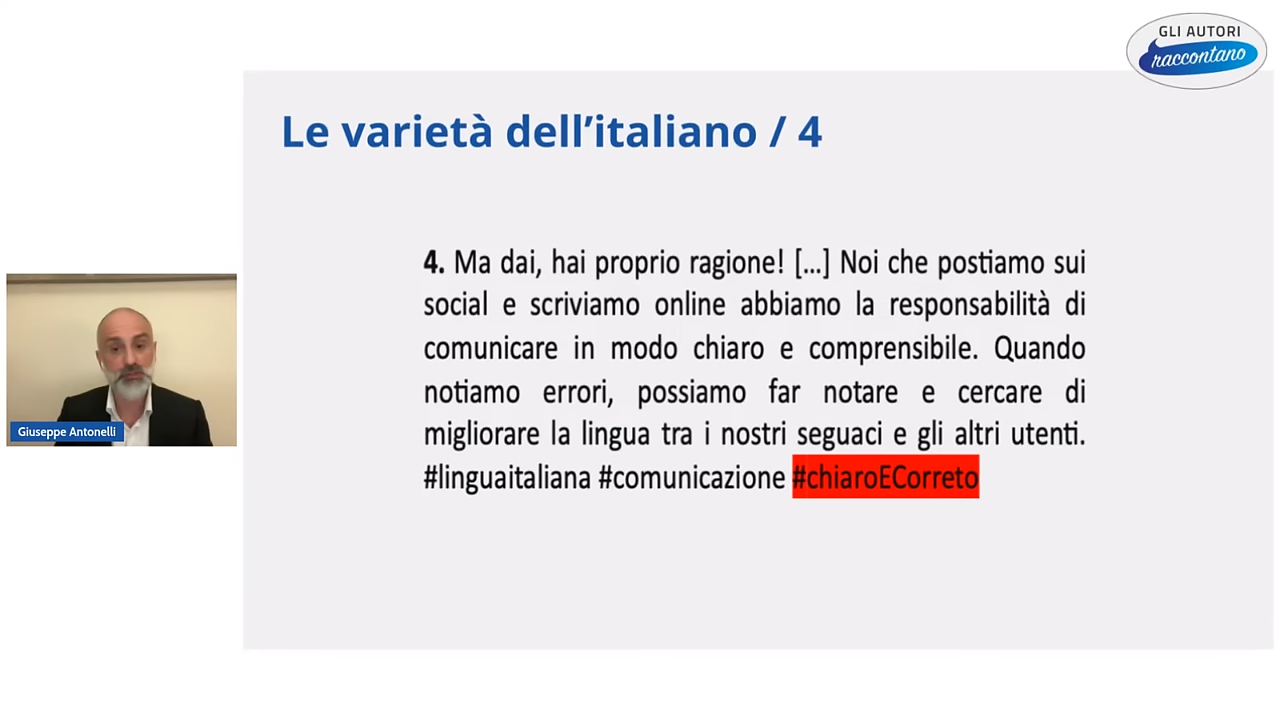 GLI AUTORI
raccontano
Le varietà dell’italiano / 4
4. Ma dai, hai proprio ragione! [...] Noi che postiamo sui
social e scriviamo online abbiamo la responsabilità di
comunicare in modo chiaro e comprensibile. Quando
notiamo errori, possiamo far notare e cercare di
migliorare la lingua tra i nostri seguaci e gli altri utenti.
#linguaitaliana #comunicazione #chiaroECorreto
Giuseppe Antonelli